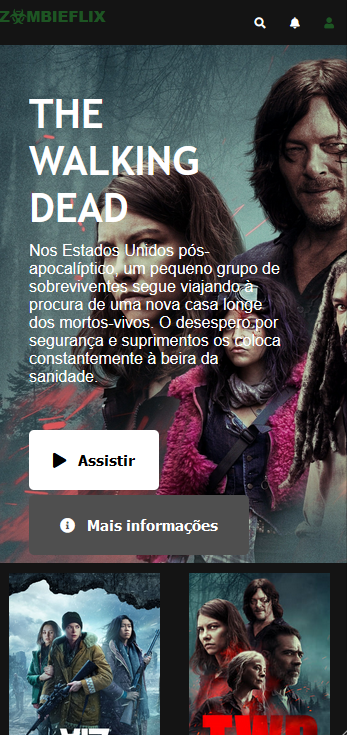 ZOMBIEFLIX
THE
WALKING
DEAD
Nos Estados Unidos pós-
apocalíptico, um pequeno grupo de
sobreviventes segue viajando à
procura de uma nova casa longe
dos mortos-vivos. O desespero por
segurança e suprimentos os coloca
constantemente à beira da
sanidade.
Assistir
Mais informações